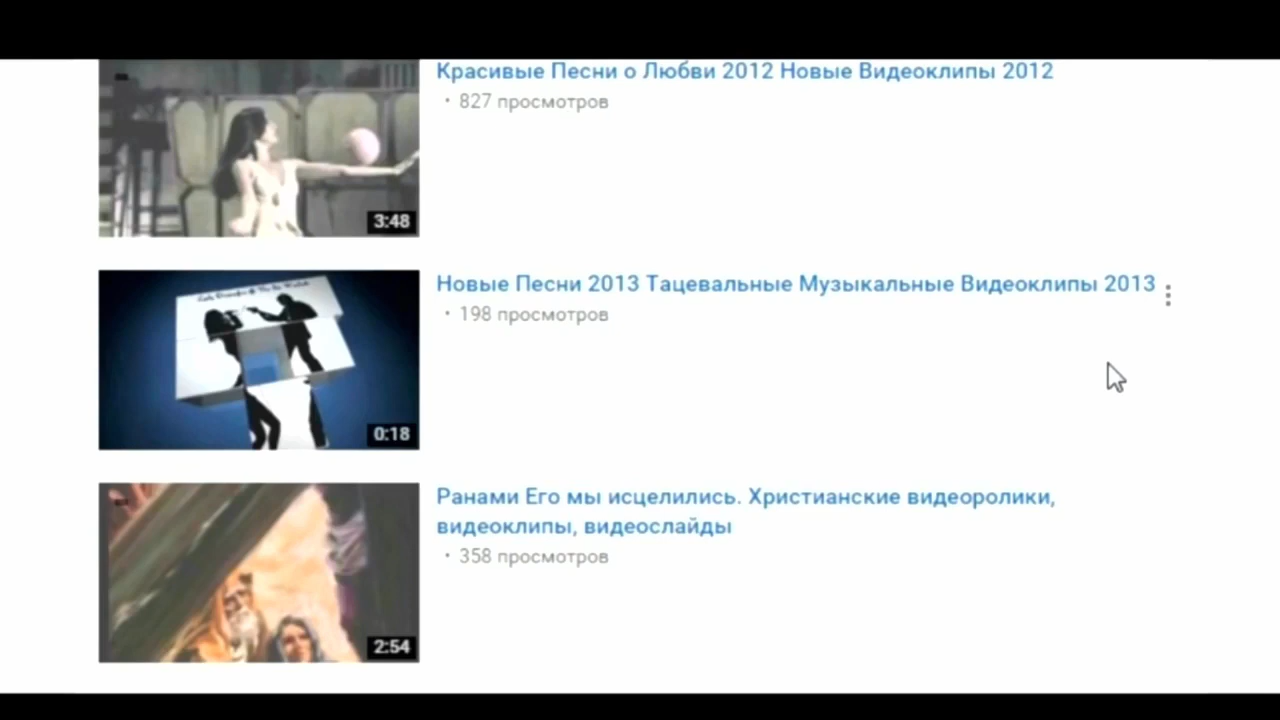 Красивые Песни о Любви 2012 Новые Видеоклипы 2012
• 827 просмотров
3:48
Новые Песни 2013 Тацевальные Музыкальные Видеоклипы 2013
• 198 просмотров
0:18
Ранами Его мы исцелились. Христианские видеоролики,
видеоклипы, видеослайды
• 358 просмотров
2:54